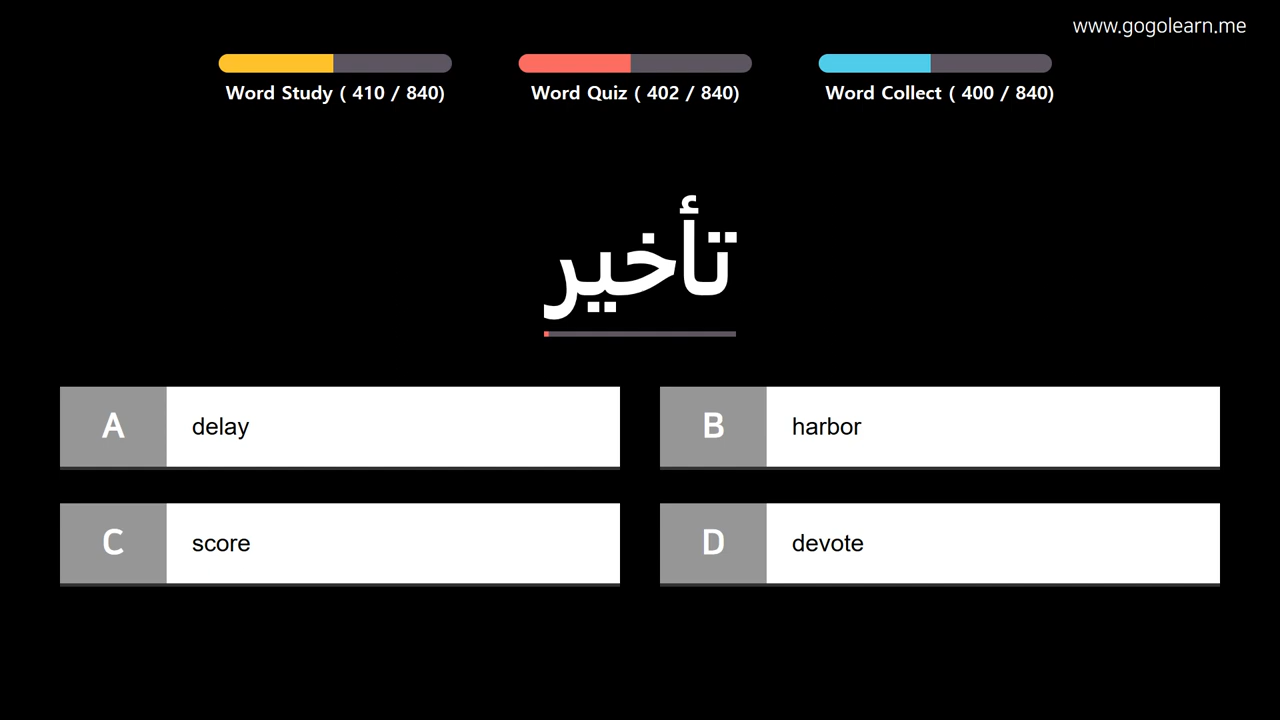 www.gogolearn.me
Word Study ( 410 / 840)
Word Quiz ( 402 / 840)
Word Collect ( 400 / 840)
تأخير
A delay
B harbor
C score
D devote